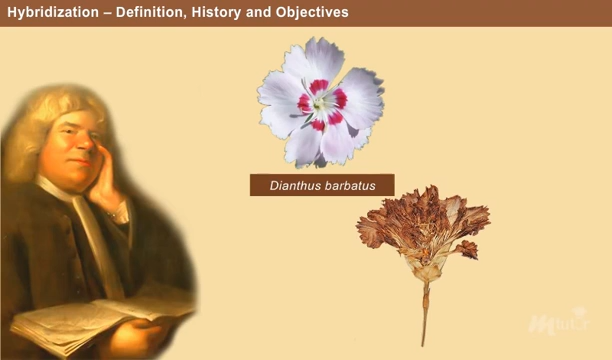 Hybridization – Definition, History and Objectives
Dianthus barbatus